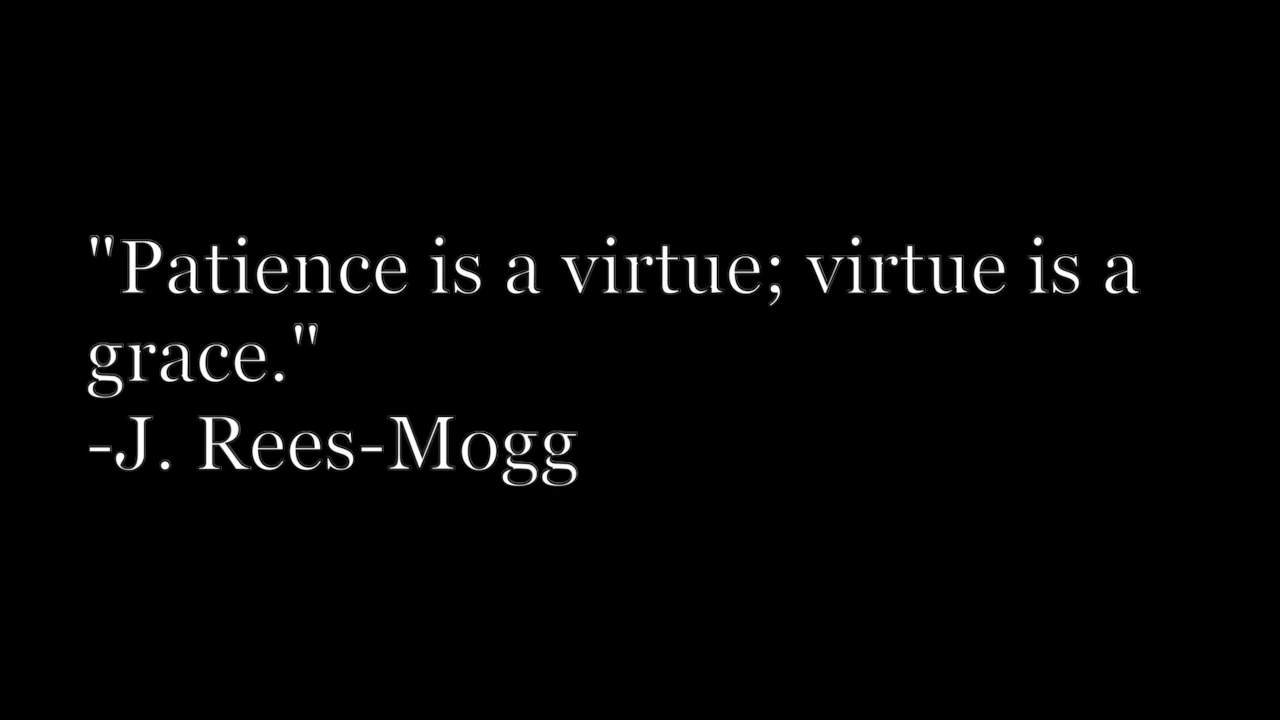 "Patience is a virtue; virtue is a
grace."
-J. Rees-Mogg